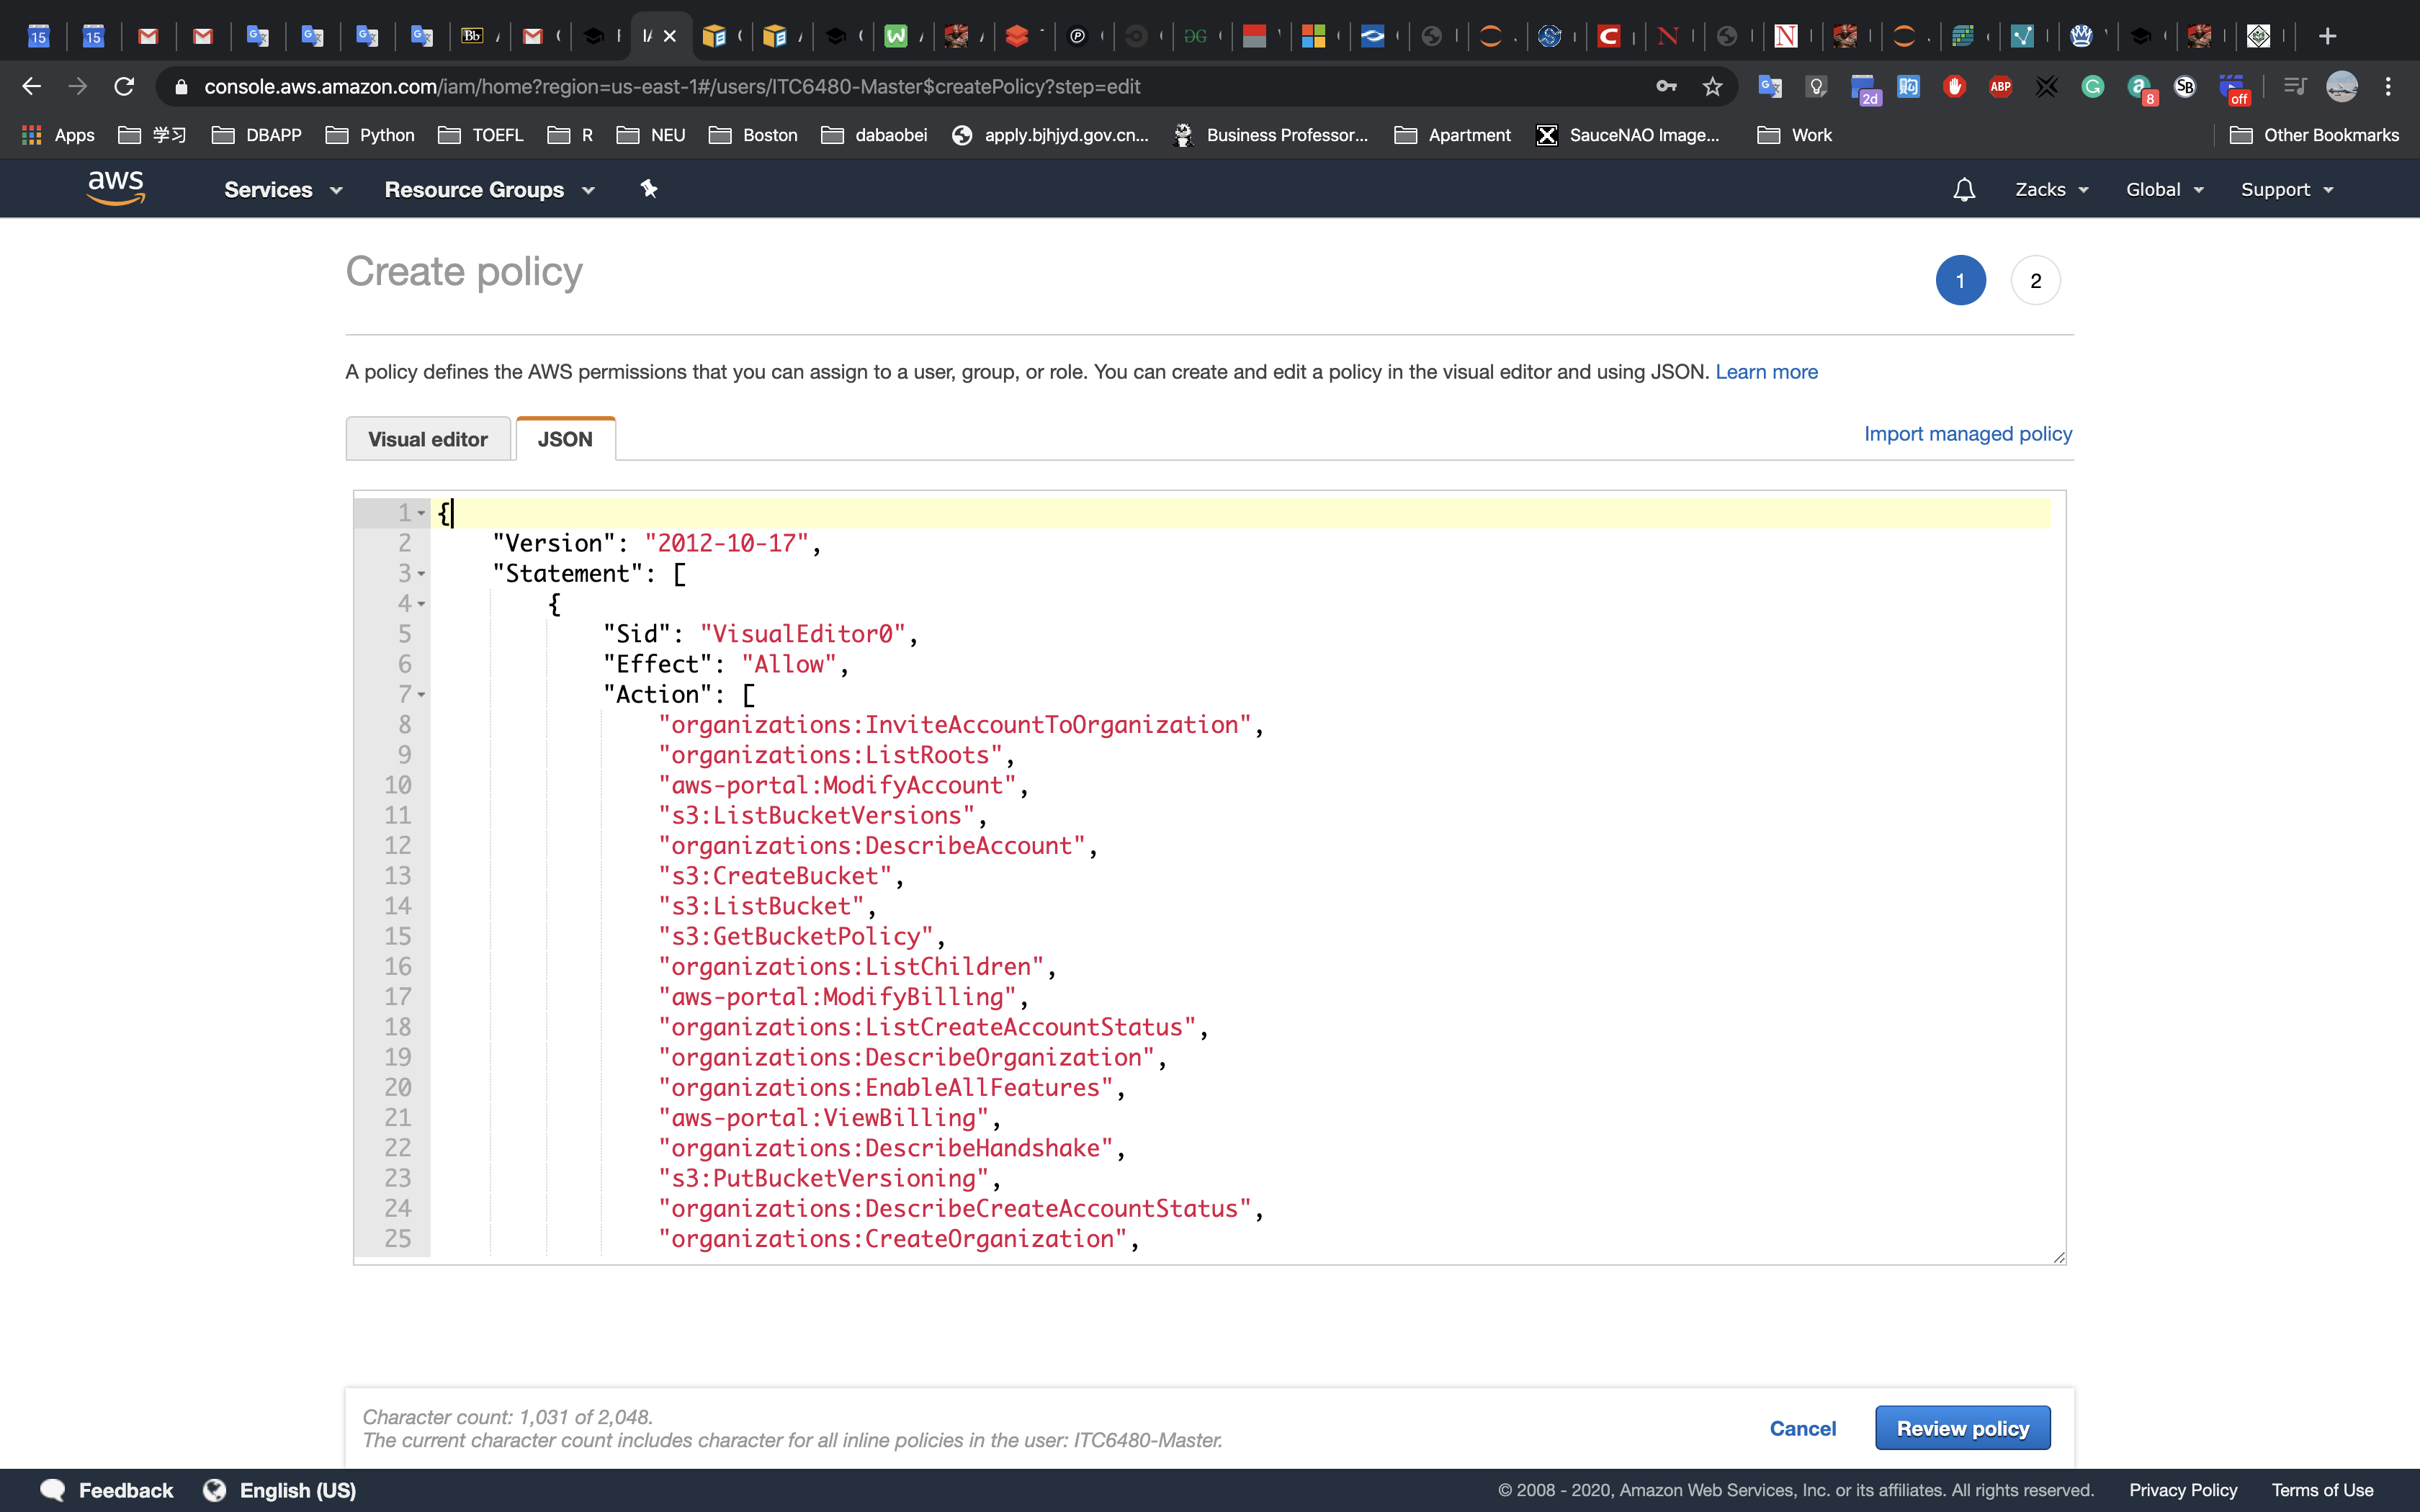 15 15 Bb
console.aws.amazon.com/iam/home?region=us-east-1#/users/ITC6480-Master$createPolicy?step=edit
2d ABP 8 SB off
Apps 学习 DBAPP Python TOEFL R NEU Boston dabaobei apply.bjhjyd.gov.cn... Business Professor... Apartment SauceNAO Image... Work Other Bookmarks
aws Services Resource Groups Zacks Global Support
Create policy 1 2
A policy defines the AWS permissions that you can assign to a user, group, or role. You can create and edit a policy in the visual editor and using JSON. Learn more
Visual editor JSON Import managed policy
1 {
2 "Version": "2012-10-17",
3 "Statement": [
4 {
5 "Sid": "VisualEditor0",
6 "Effect": "Allow",
7 "Action": [
8 "organizations:InviteAccountToOrganization",
9 "organizations:ListRoots",
10 "aws-portal:ModifyAccount",
11 "s3:ListBucketVersions",
12 "organizations:DescribeAccount",
13 "s3:CreateBucket",
14 "s3:ListBucket",
15 "s3:GetBucketPolicy",
16 "organizations:ListChildren",
17 "aws-portal:ModifyBilling",
18 "organizations:ListCreateAccountStatus",
19 "organizations:DescribeOrganization",
20 "organizations:EnableAllFeatures",
21 "aws-portal:ViewBilling",
22 "organizations:DescribeHandshake",
23 "s3:PutBucketVersioning",
24 "organizations:DescribeCreateAccountStatus",
25 "organizations:CreateOrganization",
Character count: 1,031 of 2,048.
The current character count includes character for all inline policies in the user: ITC6480-Master.
Cancel Review policy
Feedback English (US) © 2008 - 2020, Amazon Web Services, Inc. or its affiliates. All rights reserved. Privacy Policy Terms of Use